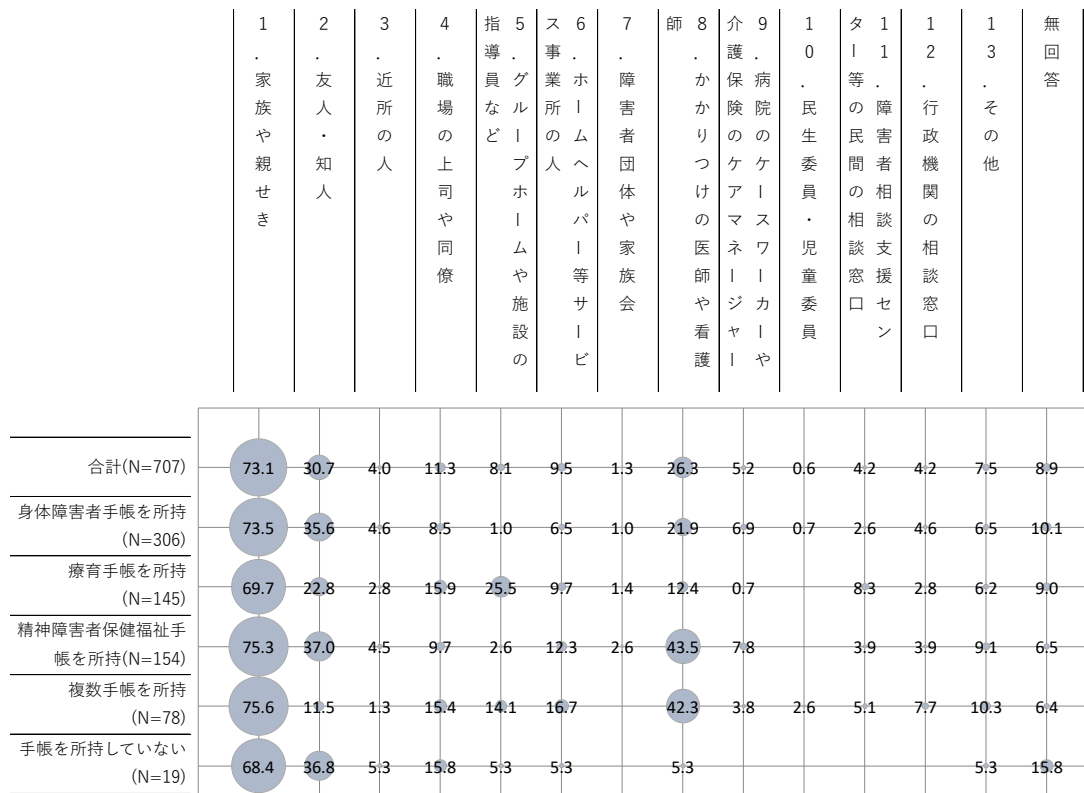 1．家族や親せき
2．友人・知人
3．近所の人
4．職場の上司や同僚
5．グループホームや施設の
指導員など
6．ホームヘルパー等サービ
ス事業所の人
7．障害者団体や家族会
8．かかりつけの医師や看護
師
9．病院のケースワーカーや
介護保険のケアマネージャー
10．民生委員・児童委員
11．障害者相談支援セン
ター等の民間の相談窓口
12．行政機関の相談窓口
13．その他
無回答
合計(N=707) 73.1 30.7 4.0 11.3 8.1 9.5 1.3 26.3 5.2 0.6 4.2 4.2 7.5 8.9
身体障害者手帳を所持
(N=306) 73.5 35.6 4.6 8.5 1.0 6.5 1.0 21.9 6.9 0.7 2.6 4.6 6.5 10.1
療育手帳を所持
(N=145) 69.7 22.8 2.8 15.9 25.5 9.7 1.4 12.4 0.7 8.3 2.8 6.2 9.0
精神障害者保健福祉手
帳を所持(N=154) 75.3 37.0 4.5 9.7 2.6 12.3 2.6 43.5 7.8 3.9 3.9 9.1 6.5
複数手帳を所持
(N=78) 75.6 11.5 1.3 15.4 14.1 16.7 42.3 3.8 2.6 5.1 7.7 10.3 6.4
手帳を所持していない
(N=19) 68.4 36.8 5.3 15.8 5.3 5.3 5.3 5.3 15.8